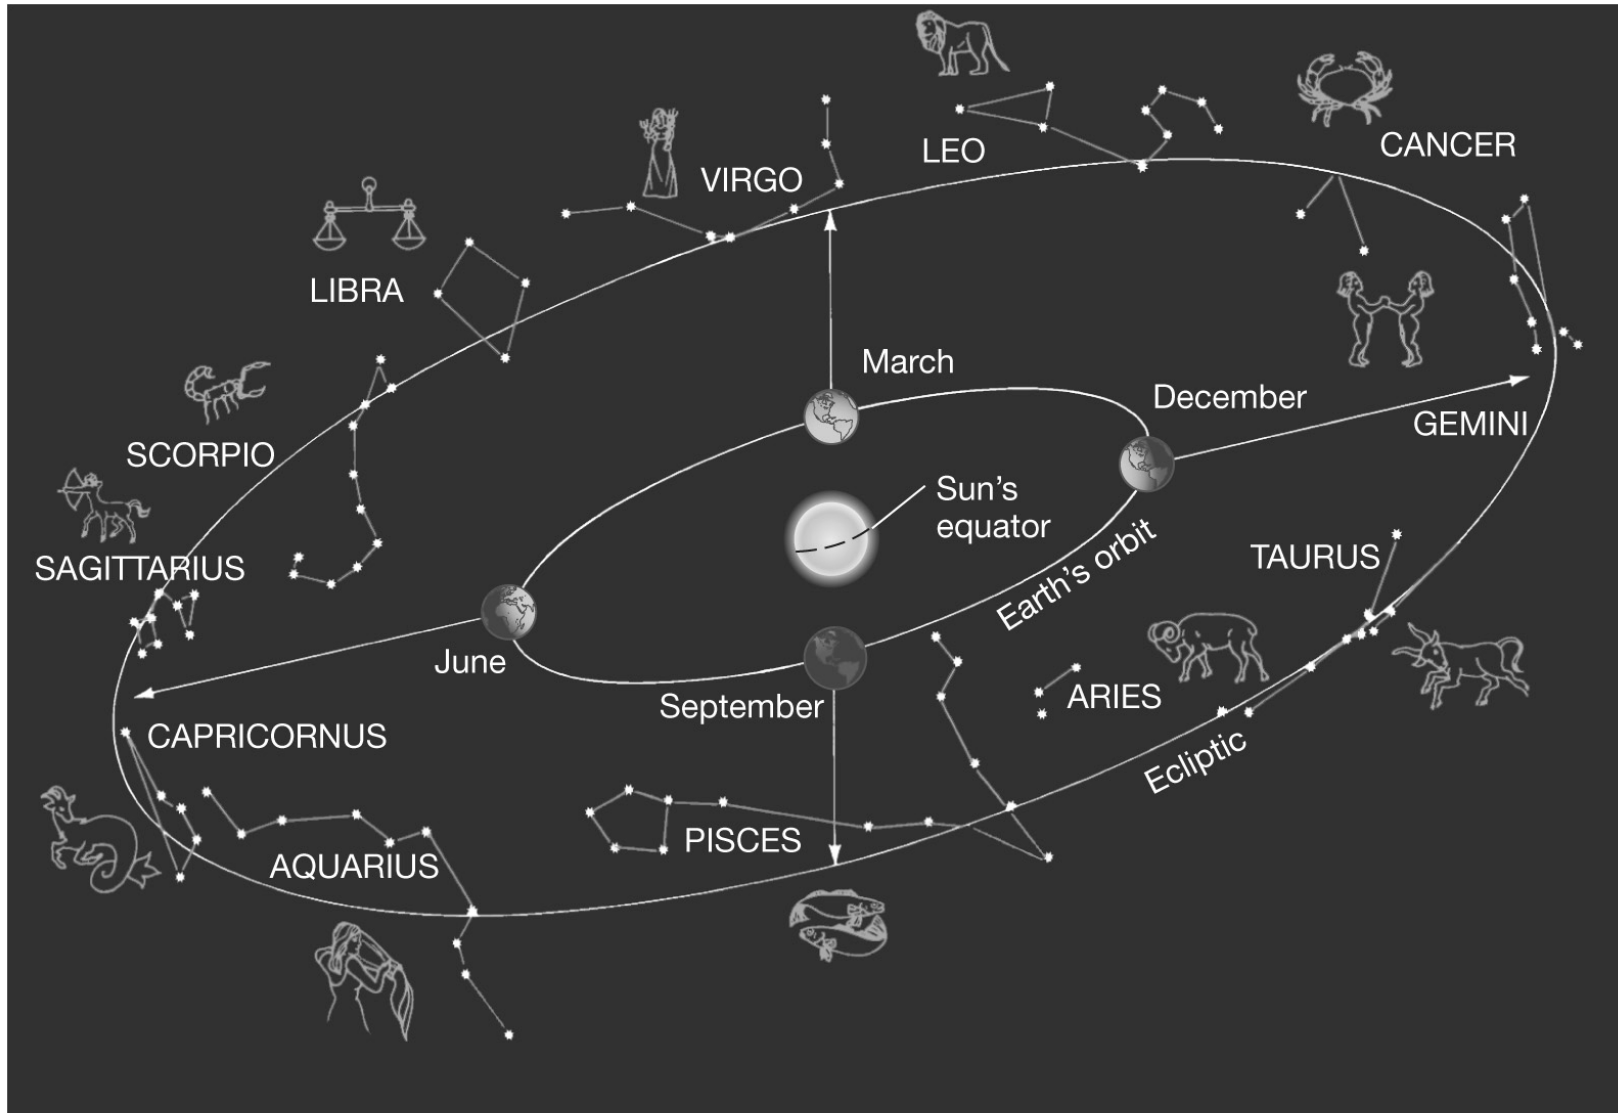 LEO
CANCER
VIRGO
LIBRA
March
December
GEMINI
SCORPIO
Sun's
equator
SAGITTARIUS
TAURUS
Earth's orbit
June
September
ARIES
CAPRICORNUS
Ecliptic
PISCES
AQUARIUS